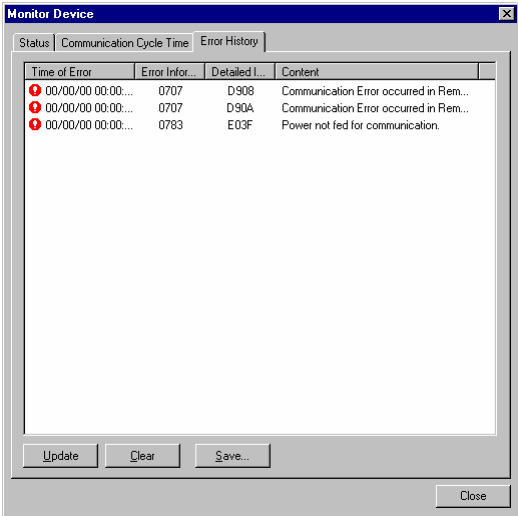 Monitor Device
Status Communication Cycle Time Error History
Time of Error Error Infor... Detailed I... Content
00/00/00 00:00:... 0707 D908 Communication Error occurred in Rem...
00/00/00 00:00:... 0707 D90A Communication Error occurred in Rem...
00/00/00 00:00:... 0783 E03F Power not fed for communication.
Update Clear Save...
Close